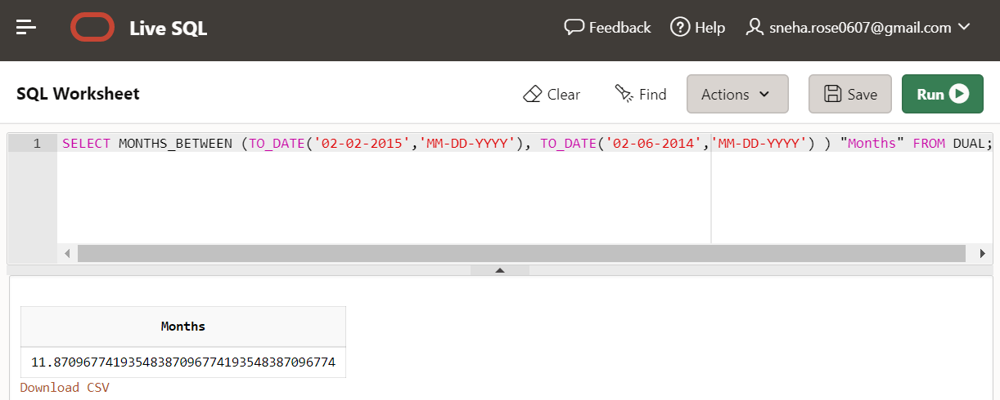 Live SQL Feedback Help sneha.rose0607@gmail.com
SQL Worksheet Clear Find Actions Save Run
1 SELECT MONTHS_BETWEEN (TO_DATE('02-02-2015','MM-DD-YYYY'), TO_DATE('02-06-2014','MM-DD-YYYY') ) "Months" FROM DUAL;
Months
11.87096774193548387096774193548387096774
Download CSV